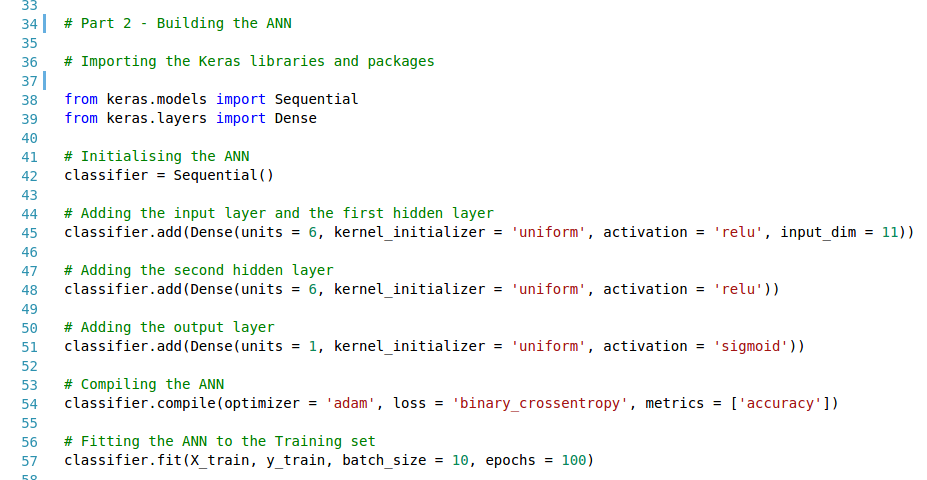 33
34 # Part 2 - Building the ANN
35
36 # Importing the Keras libraries and packages
37
38 from keras.models import Sequential
39 from keras.layers import Dense
40
41 # Initialising the ANN
42 classifier = Sequential()
43
44 # Adding the input layer and the first hidden layer
45 classifier.add(Dense(units = 6, kernel_initializer = 'uniform', activation = 'relu', input_dim = 11))
46
47 # Adding the second hidden layer
48 classifier.add(Dense(units = 6, kernel_initializer = 'uniform', activation = 'relu'))
49
50 # Adding the output layer
51 classifier.add(Dense(units = 1, kernel_initializer = 'uniform', activation = 'sigmoid'))
52
53 # Compiling the ANN
54 classifier.compile(optimizer = 'adam', loss = 'binary_crossentropy', metrics = ['accuracy'])
55
56 # Fitting the ANN to the Training set
57 classifier.fit(X_train, y_train, batch_size = 10, epochs = 100)
58